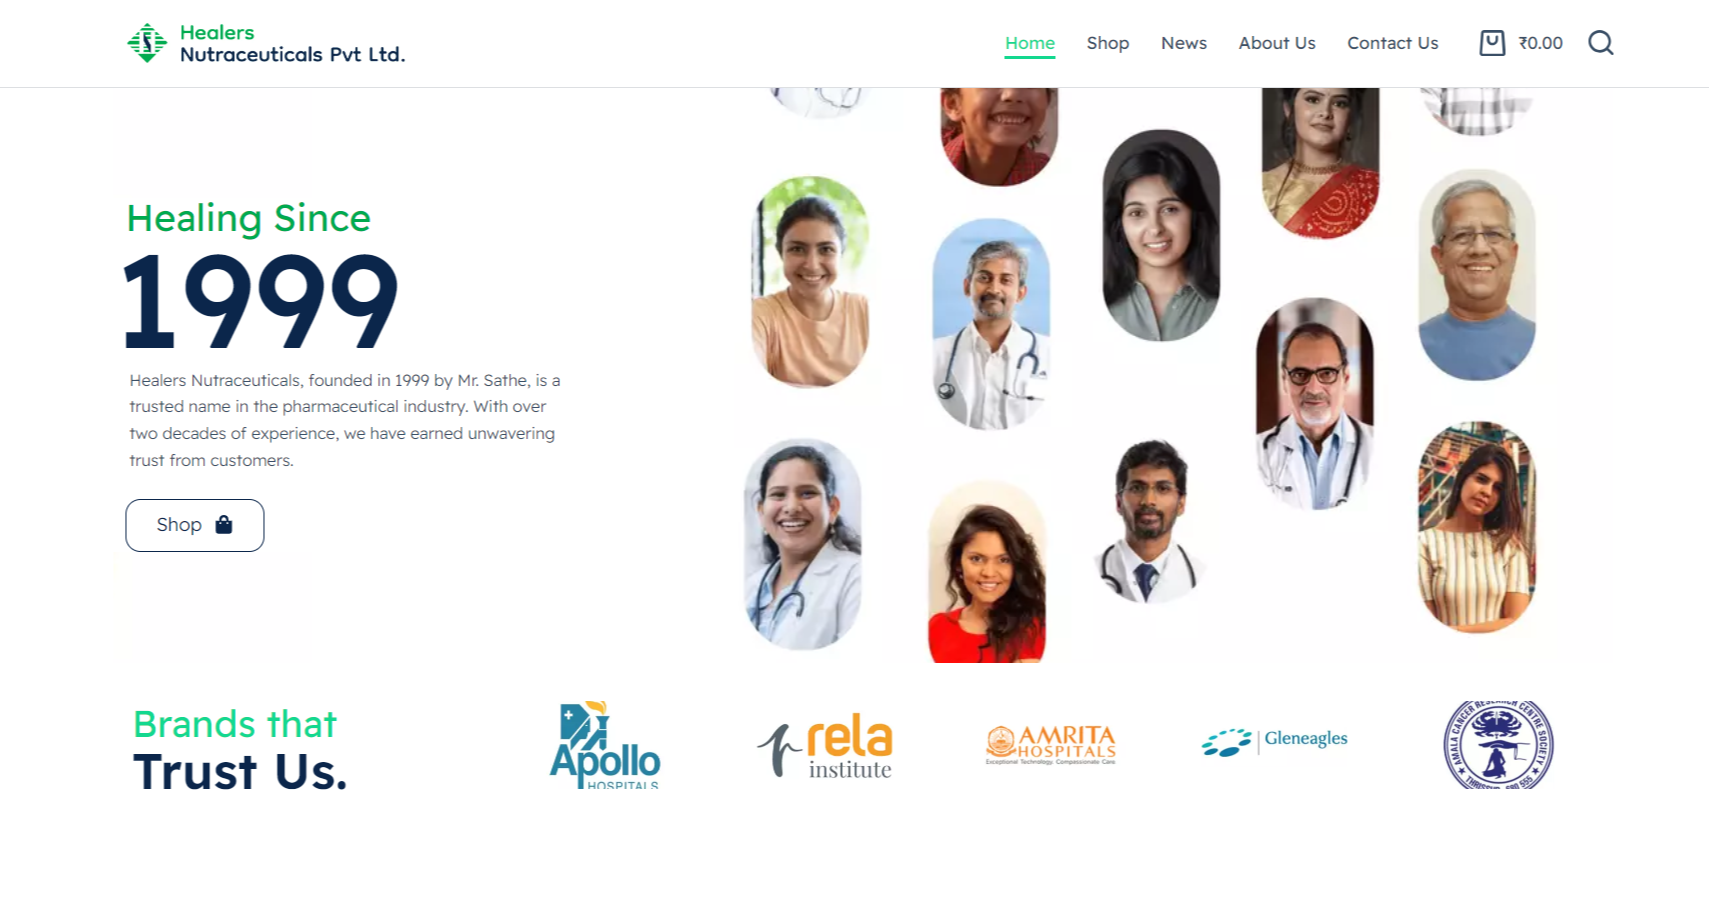 Healers
Nutraceuticals Pvt Ltd.
Home
Shop
News
About Us
Contact Us
₹0.00
Healing Since
1999
Healers Nutraceuticals, founded in 1999 by Mr. Sathe, is a
trusted name in the pharmaceutical industry. With over
two decades of experience, we have earned unwavering
trust from customers.
Shop
Brands that
Trust Us.
Apollo
HOSPITALS
rela
institute
AMRITA
HOSPITALS
Exceptional Technology. Compassionate Care.
Gleneagles
AMALA CANCER RESEARCH CENTRE SOCIETY
THRISSUR - 680 555